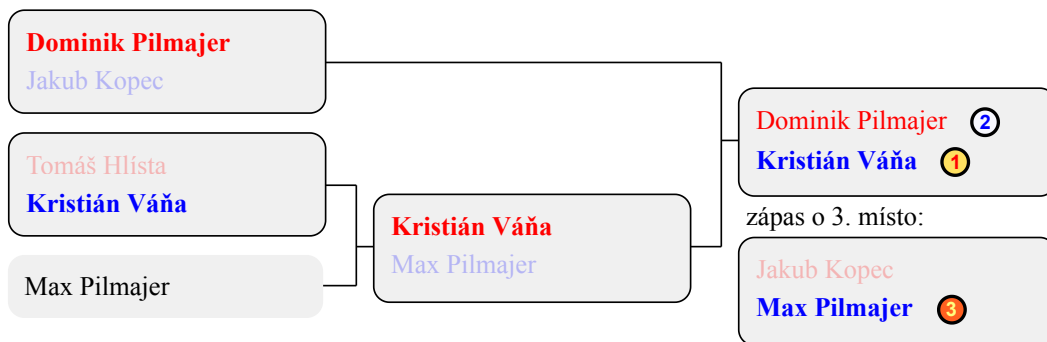 Dominik Pilmajer
Jakub Kopec
Tomáš Hlísta
Kristián Váňa
Max Pilmajer
Kristián Váňa
Max Pilmajer
Dominik Pilmajer 2
Kristián Váňa 1
zápas o 3. místo:
Jakub Kopec
Max Pilmajer 3